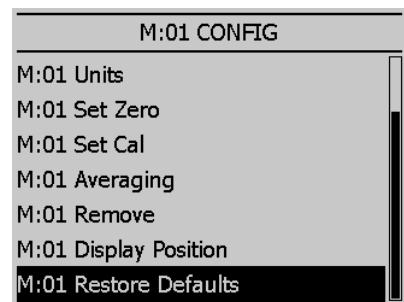 M:01 CONFIG
M:01 Units
M:01 Set Zero
M:01 Set Cal
M:01 Averaging
M:01 Remove
M:01 Display Position
M:01 Restore Defaults